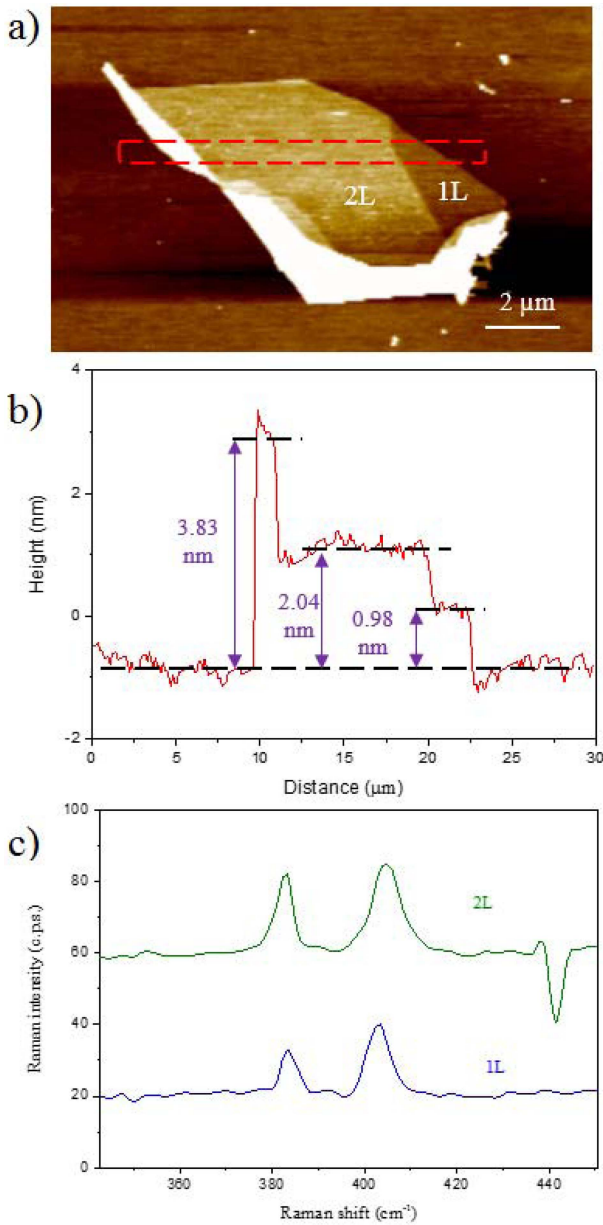 a)
2L
1L
2 μm
b)
4
2
0
-2
Height (nm)
3.83
nm
2.04
nm
0.98
nm
0
5
10
15
20
25
30
Distance (μm)
c)
100
80
60
40
20
0
Raman intensity (c.p.s.)
2L
1L
360
380
400
420
440
Raman shift (cm⁻¹)